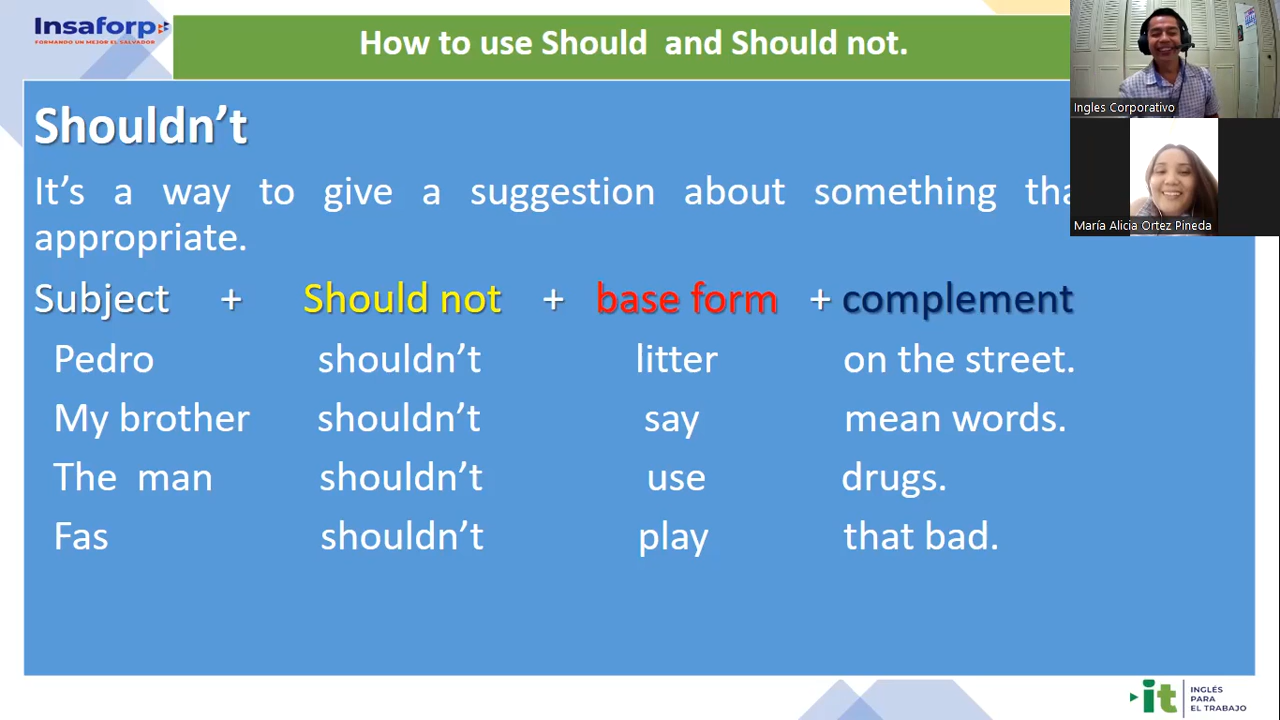 Insaforp
FORMANDO UN MEJOR EL SALVADOR
How to use Should and Should not.
Ingles Corporativo
María Alicia Ortez Pineda
Shouldn't
It's a way to give a suggestion about something
appropriate.
Subject + Should not + base form + complement
Pedro shouldn't litter on the street.
My brother shouldn't say mean words.
The man shouldn't use drugs.
Fas shouldn't play that bad.
it INGLÉS
PARA
EL TRABAJO